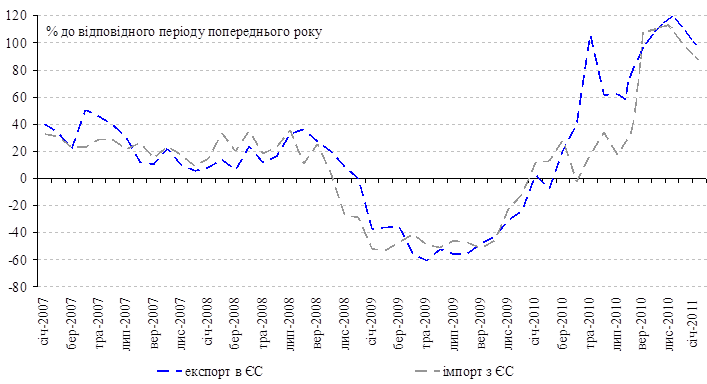 % до відповідного періоду попереднього року
120
100
80
60
40
20
0
-20
-40
-60
-80
січ-2007
бер-2007
тра-2007
лип-2007
вер-2007
лис-2007
січ-2008
бер-2008
тра-2008
лип-2008
вер-2008
лис-2008
січ-2009
бер-2009
тра-2009
лип-2009
вер-2009
лис-2009
січ-2010
бер-2010
тра-2010
лип-2010
вер-2010
лис-2010
січ-2011
експорт в ЄС
імпорт з ЄС